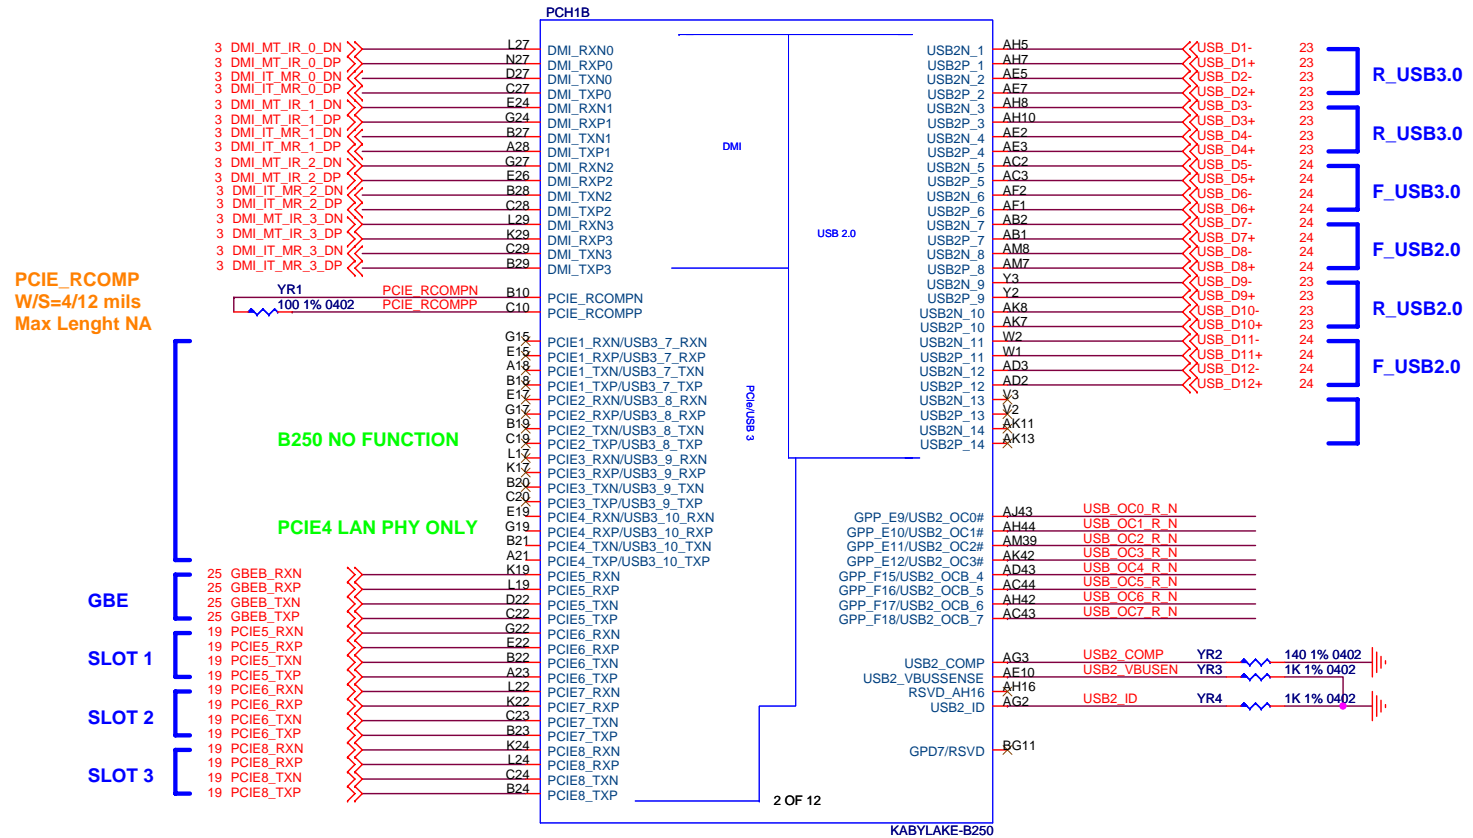 PCH1B
3 DMI_MT_IR_0_DN L27 DMI_RXN0
3 DMI_MT_IR_0_DP N27 DMI_RXP0
3 DMI_IT_MR_0_DN D27 DMI_TXN0
3 DMI_IT_MR_0_DP C27 DMI_TXP0
3 DMI_MT_IR_1_DN E24 DMI_RXN1
3 DMI_MT_IR_1_DP G24 DMI_RXP1
3 DMI_IT_MR_1_DN B27 DMI_TXN1
3 DMI_IT_MR_1_DP A28 DMI_TXP1
3 DMI_MT_IR_2_DN G27 DMI_RXN2
3 DMI_MT_IR_2_DP E26 DMI_RXP2
3 DMI_IT_MR_2_DN B28 DMI_TXN2
3 DMI_IT_MR_2_DP C28 DMI_TXP2
3 DMI_MT_IR_3_DN L29 DMI_RXN3
3 DMI_MT_IR_3_DP K29 DMI_RXP3
3 DMI_IT_MR_3_DN C29 DMI_TXN3
3 DMI_IT_MR_3_DP B29 DMI_TXP3
PCIE_RCOMP
W/S=4/12 mils
Max Lenght NA
YR1 PCIE_RCOMPN B10 PCIE_RCOMPN
100 1% 0402 PCIE_RCOMPP C10 PCIE_RCOMPP
G15 PCIE1_RXN/USB3_7_RXN
E15 PCIE1_RXP/USB3_7_RXP
A18 PCIE1_TXN/USB3_7_TXN
B18 PCIE1_TXP/USB3_7_TXP
E17 PCIE2_RXN/USB3_8_RXN
G17 PCIE2_RXP/USB3_8_RXP
B19 PCIE2_TXN/USB3_8_TXN
C19 PCIE2_TXP/USB3_8_TXP
L17 PCIE3_RXN/USB3_9_RXN
K17 PCIE3_RXP/USB3_9_RXP
B20 PCIE3_TXN/USB3_9_TXN
C20 PCIE3_TXP/USB3_9_TXP
E19 PCIE4_RXN/USB3_10_RXN
G19 PCIE4_RXP/USB3_10_RXP
B21 PCIE4_TXN/USB3_10_TXN
A21 PCIE4_TXP/USB3_10_TXP
B250 NO FUNCTION
PCIE4 LAN PHY ONLY
GBE
25 GBEB_RXN K19 PCIE5_RXN
25 GBEB_RXP L19 PCIE5_RXP
25 GBEB_TXN D22 PCIE5_TXN
25 GBEB_TXP C22 PCIE5_TXP
SLOT 1
19 PCIE5_RXN G22 PCIE6_RXN
19 PCIE5_RXP E22 PCIE6_RXP
19 PCIE5_TXN B22 PCIE6_TXN
19 PCIE5_TXP A23 PCIE6_TXP
SLOT 2
19 PCIE6_RXN L22 PCIE7_RXN
19 PCIE6_RXP K22 PCIE7_RXP
19 PCIE6_TXN C23 PCIE7_TXN
19 PCIE6_TXP B23 PCIE7_TXP
SLOT 3
19 PCIE8_RXN K24 PCIE8_RXN
19 PCIE8_RXP L24 PCIE8_RXP
19 PCIE8_TXN C24 PCIE8_TXN
19 PCIE8_TXP B24 PCIE8_TXP
DMI
USB 2.0
PCIe/USB 3
2 OF 12
USB2N_1 AH5 USB_D1- 23
USB2P_1 AH7 USB_D1+ 23
USB2N_2 AE5 USB_D2- 23
USB2P_2 AE7 USB_D2+ 23
R_USB3.0
USB2N_3 AH8 USB_D3- 23
USB2P_3 AH10 USB_D3+ 23
USB2N_4 AE2 USB_D4- 23
USB2P_4 AE3 USB_D4+ 23
R_USB3.0
USB2N_5 AC2 USB_D5- 24
USB2P_5 AC3 USB_D5+ 24
USB2N_6 AF2 USB_D6- 24
USB2P_6 AF1 USB_D6+ 24
F_USB3.0
USB2N_7 AB2 USB_D7- 24
USB2P_7 AB1 USB_D7+ 24
USB2N_8 AM8 USB_D8- 24
USB2P_8 AM7 USB_D8+ 24
F_USB2.0
USB2N_9 Y3 USB_D9- 23
USB2P_9 Y2 USB_D9+ 23
USB2N_10 AK8 USB_D10- 23
USB2P_10 AK7 USB_D10+ 23
R_USB2.0
USB2N_11 W2 USB_D11- 24
USB2P_11 W1 USB_D11+ 24
USB2N_12 AD3 USB_D12- 24
USB2P_12 AD2 USB_D12+ 24
F_USB2.0
USB2N_13 V3
USB2P_13 V2
USB2N_14 AK11
USB2P_14 AK13
GPP_E9/USB2_OC0# AJ43 USB_OC0_R_N
GPP_E10/USB2_OC1# AH44 USB_OC1_R_N
GPP_E11/USB2_OC2# AM39 USB_OC2_R_N
GPP_E12/USB2_OC3# AK42 USB_OC3_R_N
GPP_F15/USB2_OCB_4 AD43 USB_OC4_R_N
GPP_F16/USB2_OCB_5 AC44 USB_OC5_R_N
GPP_F17/USB2_OCB_6 AH42 USB_OC6_R_N
GPP_F18/USB2_OCB_7 AC43 USB_OC7_R_N
USB2_COMP AG3 USB2_COMP YR2 140 1% 0402
USB2_VBUSSENSE AE10 USB2_VBUSEN YR3 1K 1% 0402
RSVD_AH16 AH16
USB2_ID AG2 USB2_ID YR4 1K 1% 0402
GPD7/RSVD BG11
KABYLAKE-B250